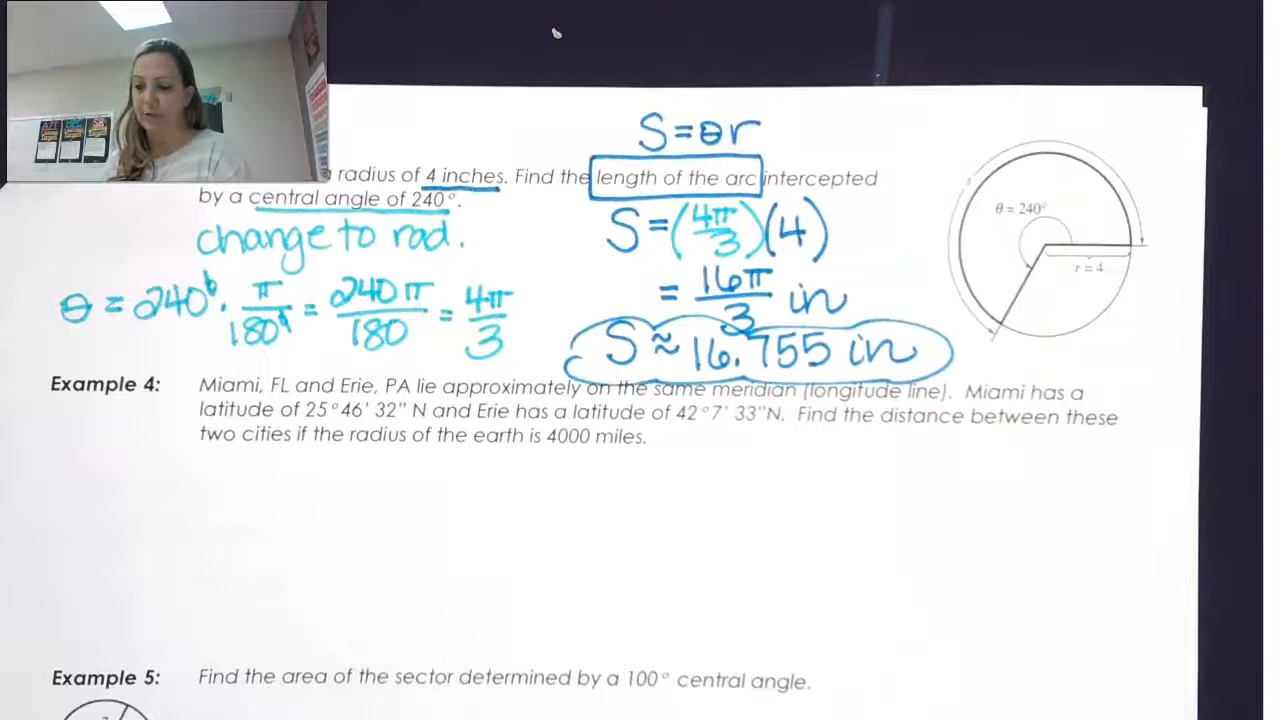 S = θr
radius of 4 inches. Find the length of the arc intercepted
by a central angle of 240°.
change to rad.
S = (4π/3)(4)
θ = 240° · π/180° = 240π/180 = 4π/3
= 16π/3 in
S ≈ 16.755 in
θ = 240°
r = 4
s
Example 4: Miami, FL and Erie, PA lie approximately on the same meridian (longitude line). Miami has a
latitude of 25°46' 32" N and Erie has a latitude of 42°7' 33"N. Find the distance between these
two cities if the radius of the earth is 4000 miles.
Example 5: Find the area of the sector determined by a 100° central angle.